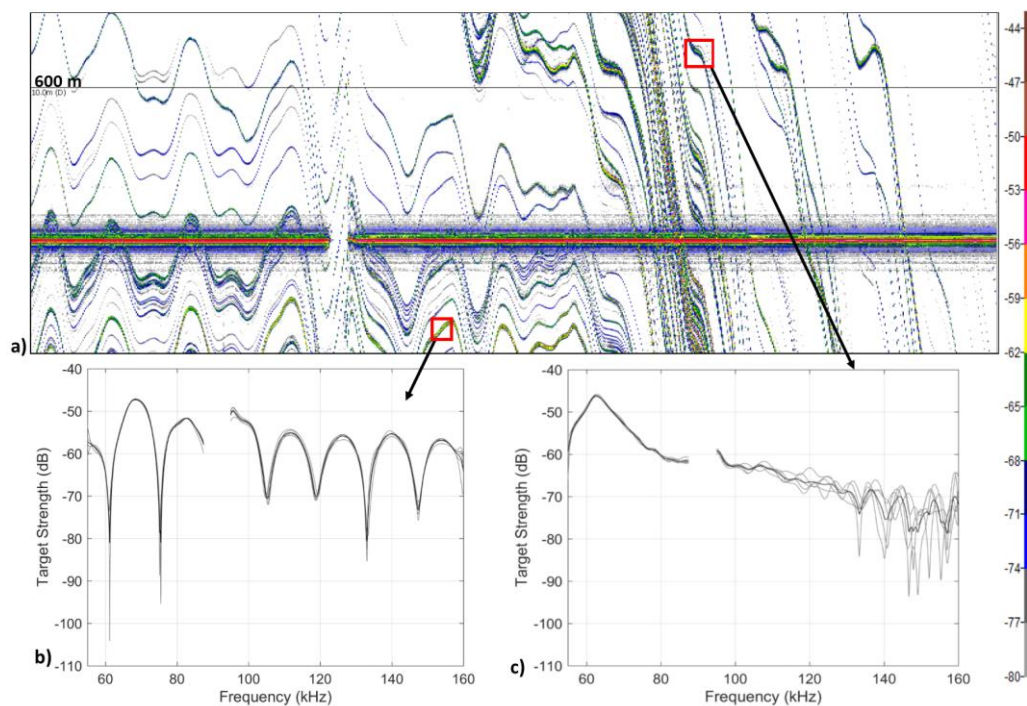 600 m
10.0m (D)
a)
-44
-47
-50
-53
-56
-59
-62
-65
-68
-71
-74
-77
-80
-40
-50
-60
-70
-80
-90
-100
-110
Target Strength (dB)
60 80 100 120 140 160
Frequency (kHz)
b)
-40
-50
-60
-70
-80
-90
-100
-110
Target Strength (dB)
60 80 100 120 140 160
Frequency (kHz)
c)